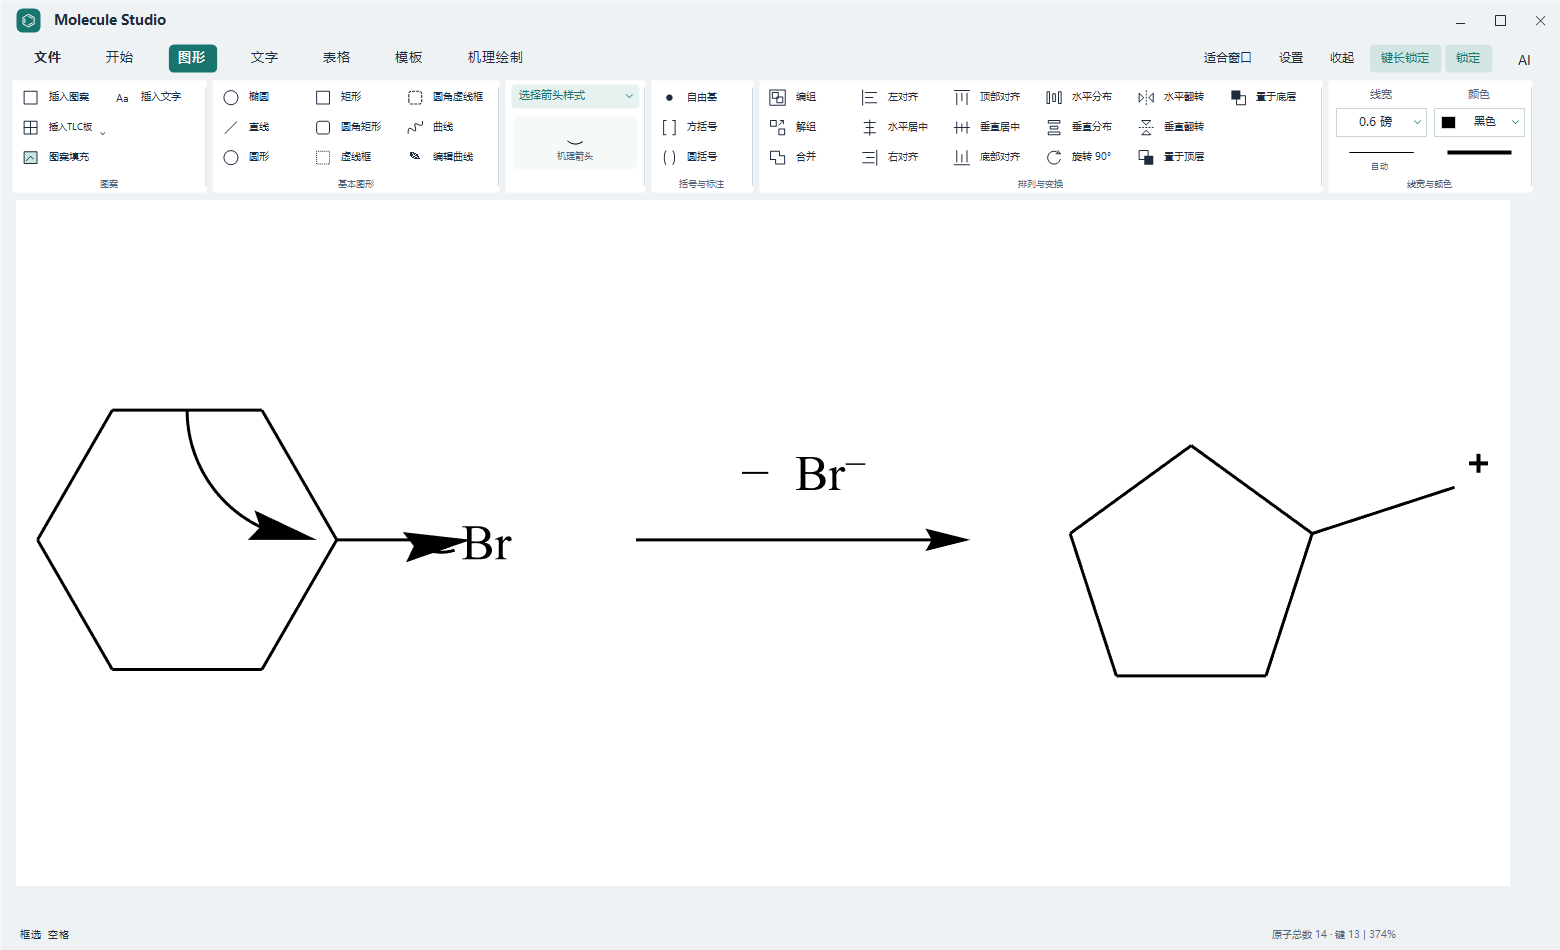 Molecule Studio
文件 开始 图形 文字 表格 模板 机理绘制 适合窗口 设置 收起 键长锁定 锁定 AI
插入图案 Aa 插入文字 椭圆 矩形 圆角虚线框 选择箭头样式 自由基 编组 左对齐 顶部对齐 水平分布 水平翻转 置于底层 线宽 颜色
插入TLC板 直线 圆角矩形 曲线 方括号 解组 水平居中 垂直居中 垂直分布 垂直翻转 0.6 磅 黑色
图案填充 圆形 虚线框 编辑曲线 机理箭头 圆括号 合并 右对齐 底部对齐 旋转 90° 置于顶层 自动
图案 基本图形 括号与标注 排列与变换 线宽与颜色
− Br−
+
Br
框选 空格 原子总数 14 · 键 13 | 374%